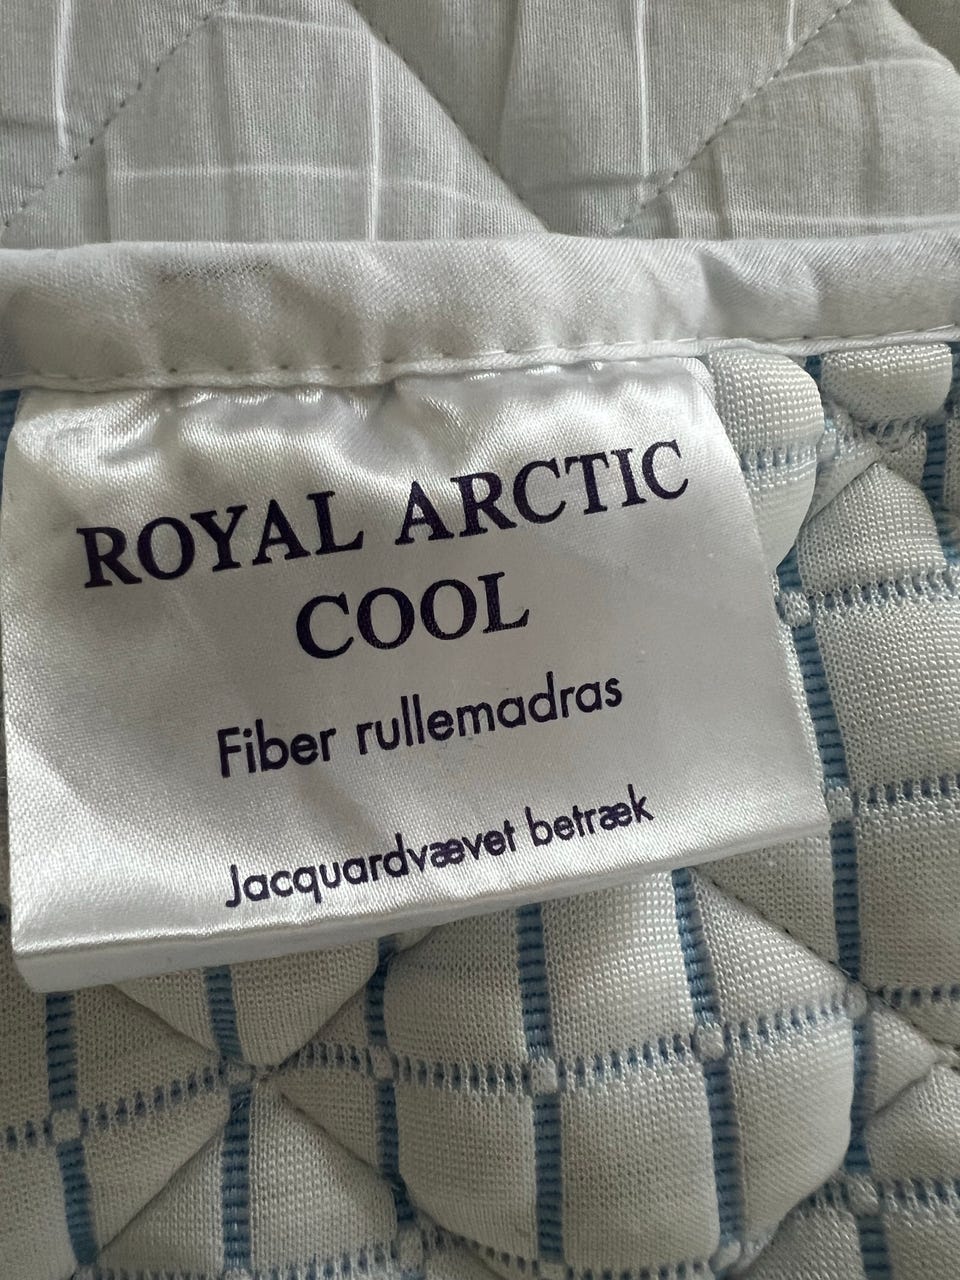 ROYAL ARCTIC
COOL
Fiber rullemadras
Jacquardvævet betræk